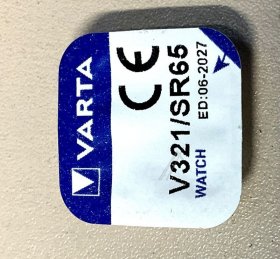 VARTA
CE
V321/SR65
WATCH
ED:06-2027